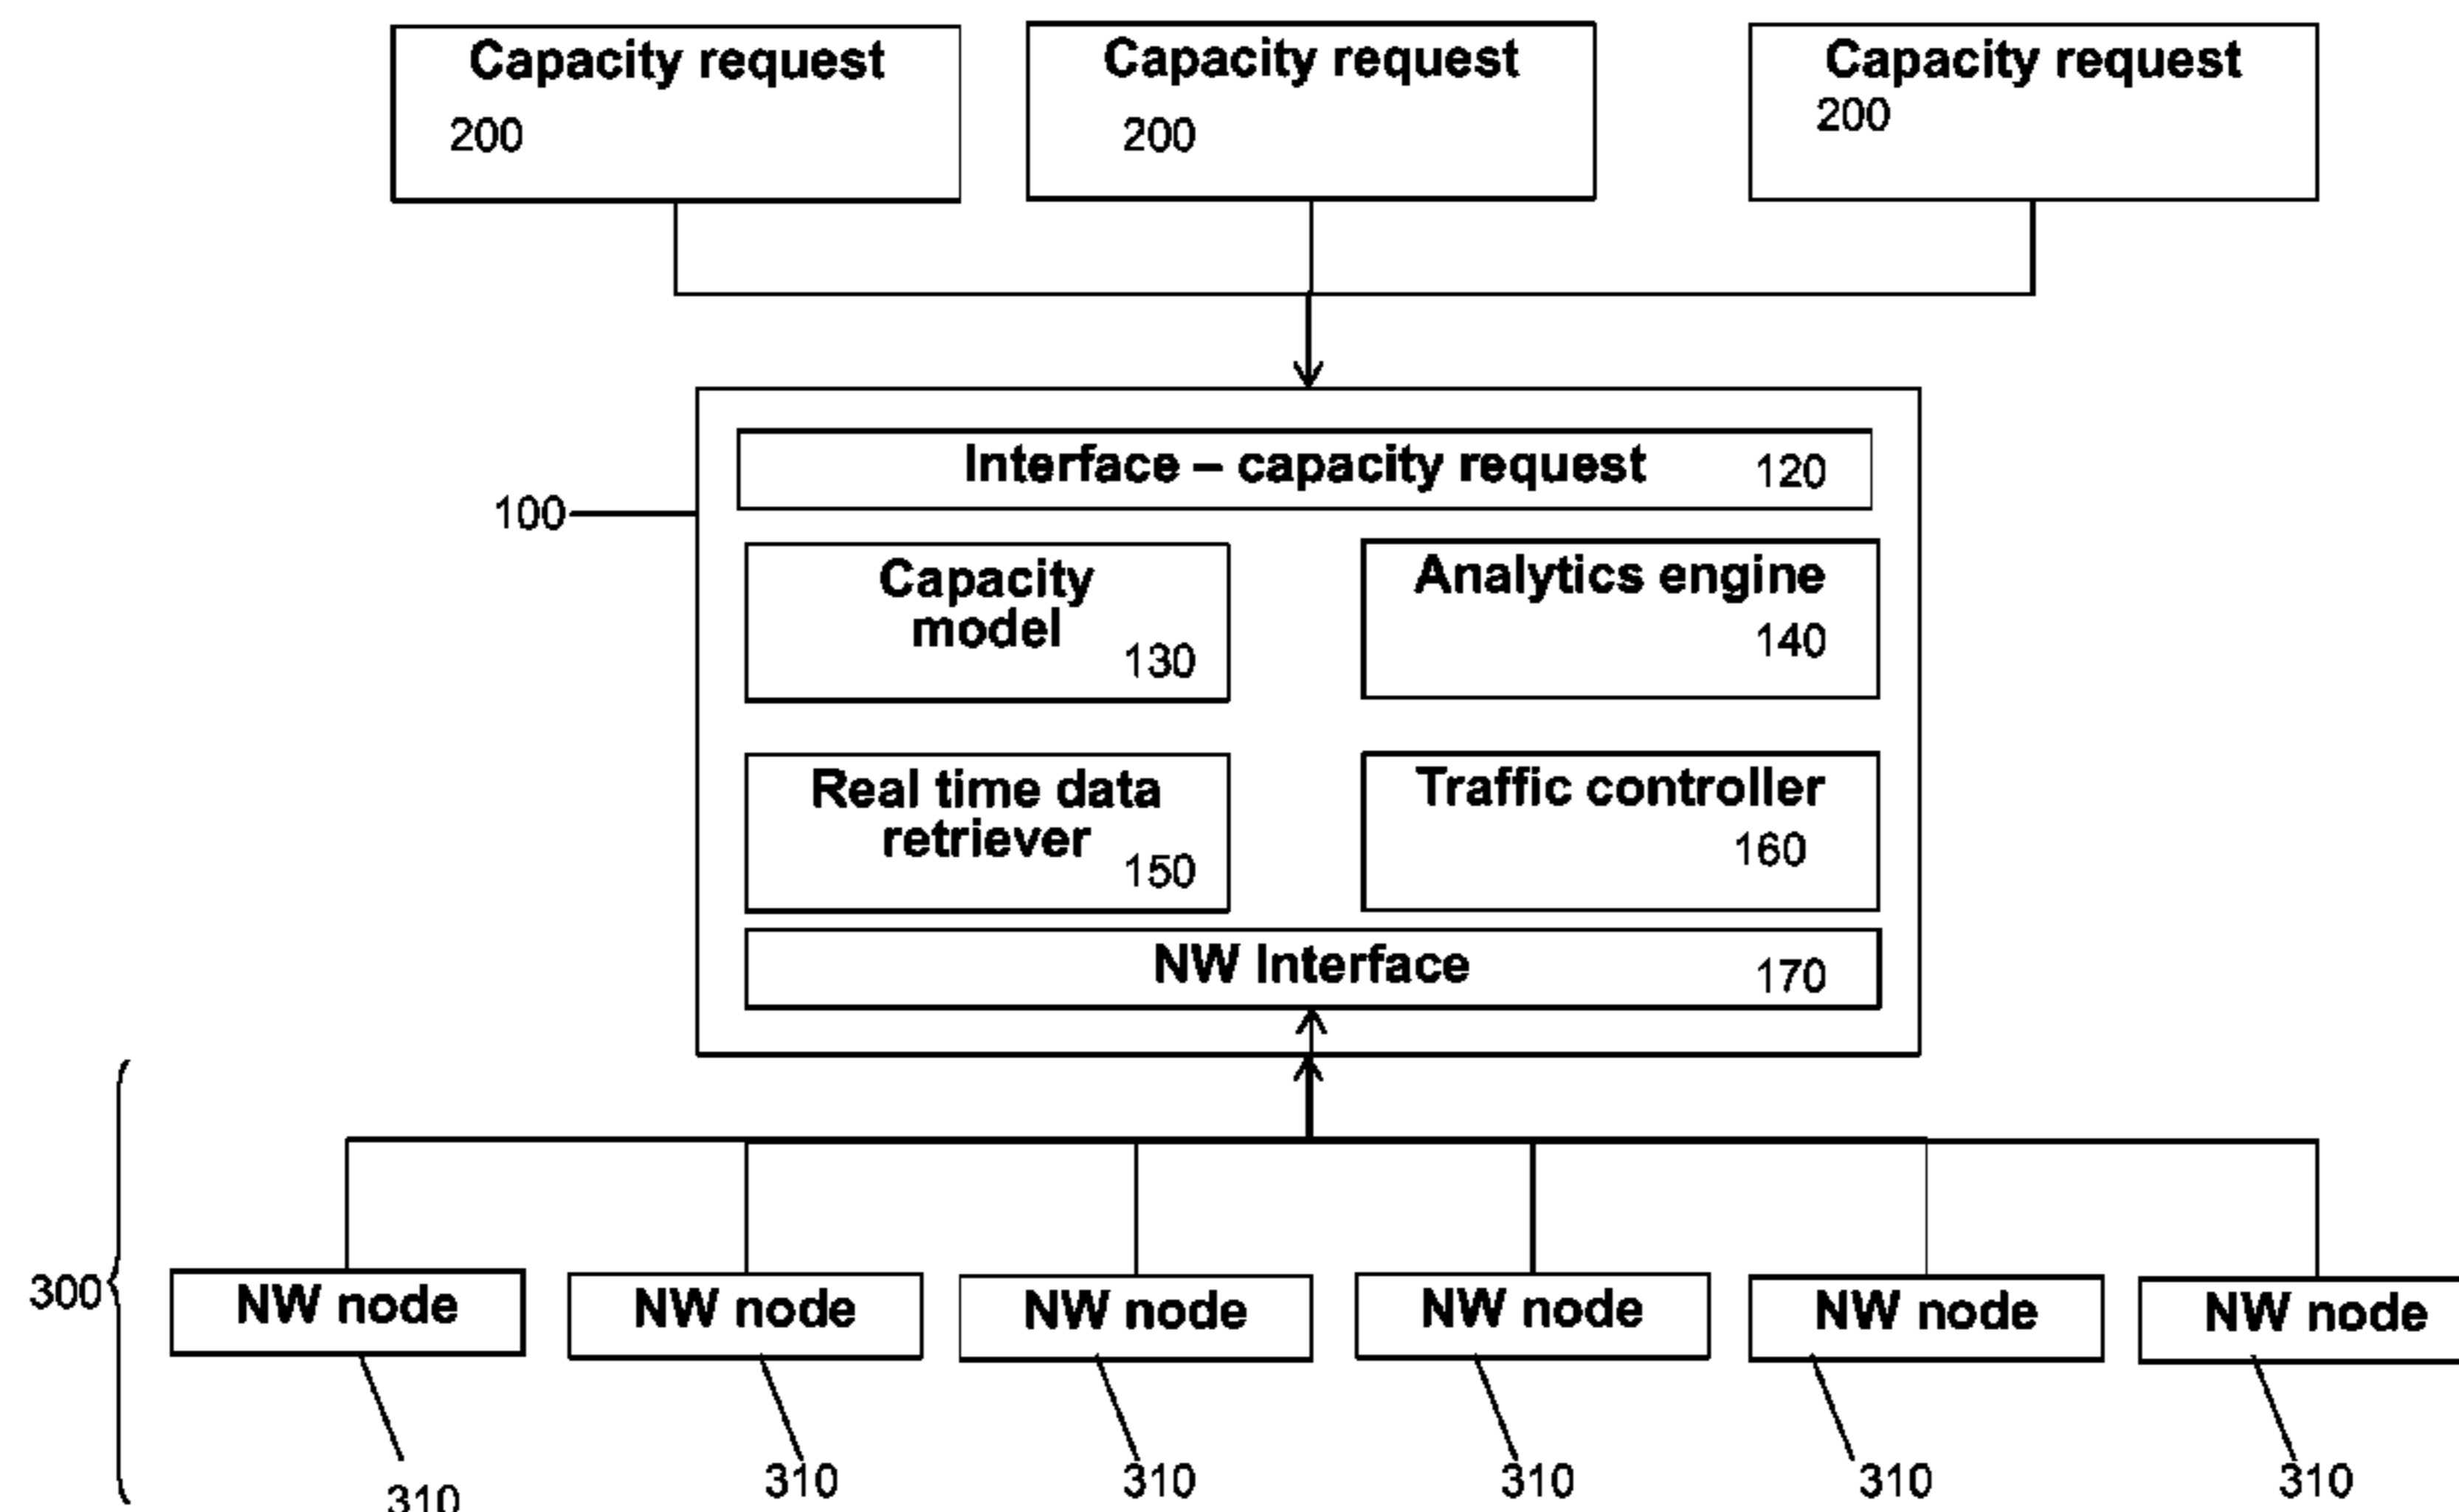 Capacity request
200
Capacity request
200
Capacity request
200
100
Interface – capacity request 120
Capacity
model
130
Analytics engine
140
Real time data
retriever
150
Traffic controller
160
NW Interface 170
300
NW node
NW node
NW node
NW node
NW node
NW node
310
310
310
310
310
310